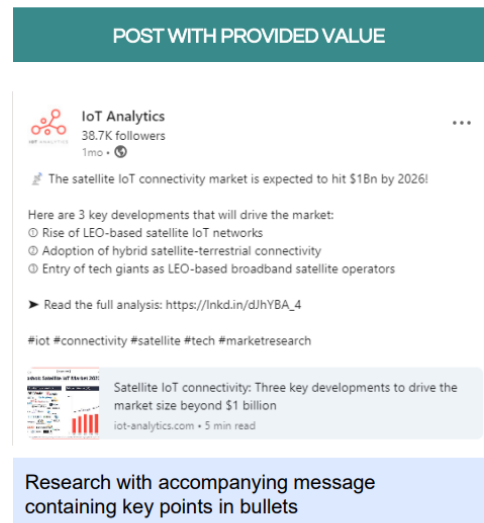 POST WITH PROVIDED VALUE
IoT Analytics
38.7K followers
1mo •
The satellite IoT connectivity market is expected to hit $1Bn by 2026!
Here are 3 key developments that will drive the market:
① Rise of LEO-based satellite IoT networks
① Adoption of hybrid satellite-terrestrial connectivity
① Entry of tech giants as LEO-based broadband satellite operators
➤ Read the full analysis: https://lnkd.in/dJhYBA_4
#iot #connectivity #satellite #tech #marketresearch
Satellite IoT connectivity: Three key developments to drive the
market size beyond $1 billion
iot-analytics.com • 5 min read
Research with accompanying message
containing key points in bullets